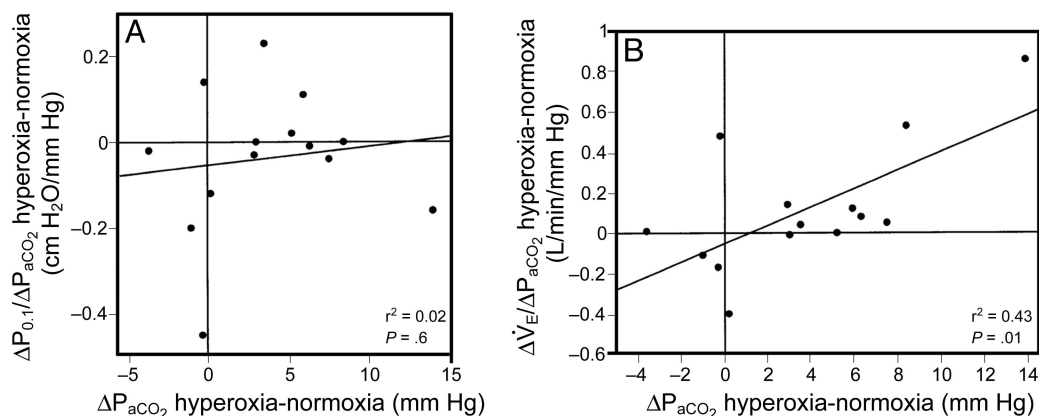 A
ΔP0.1/ΔPaCO2 hyperoxia-normoxia
(cm H2O/mm Hg)
0.2
0
–0.2
–0.4
r2 = 0.02
P = .6
–5 0 5 10 15
ΔPaCO2 hyperoxia-normoxia (mm Hg)
B
ΔV̇E/ΔPaCO2 hyperoxia-normoxia
(L/min/mm Hg)
1
0.8
0.6
0.4
0.2
0
–0.2
–0.4
–0.6
r2 = 0.43
P = .01
–4 –2 0 2 4 6 8 10 12 14
ΔPaCO2 hyperoxia-normoxia (mm Hg)